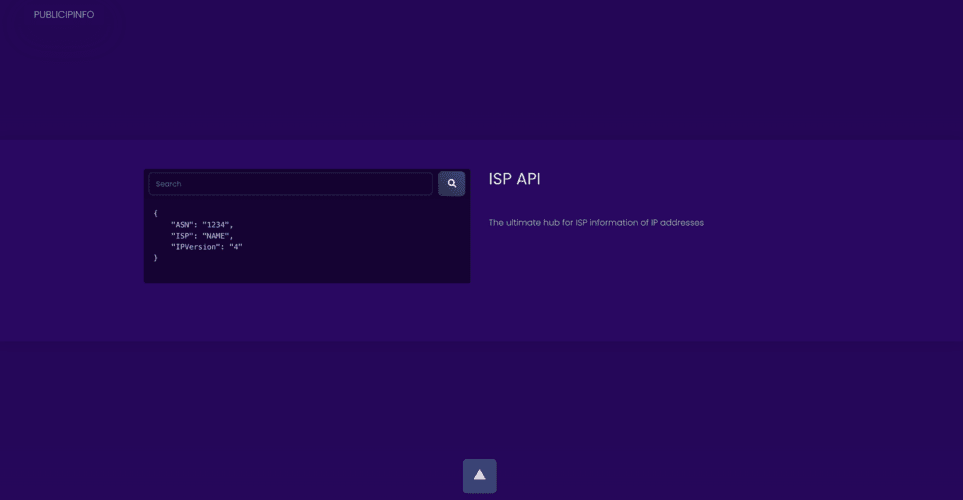 PUBLICIPINFO
Search
{
    "ASN": "1234",
    "ISP": "NAME",
    "IPVersion": "4"
}
ISP API
The ultimate hub for ISP information of IP addresses